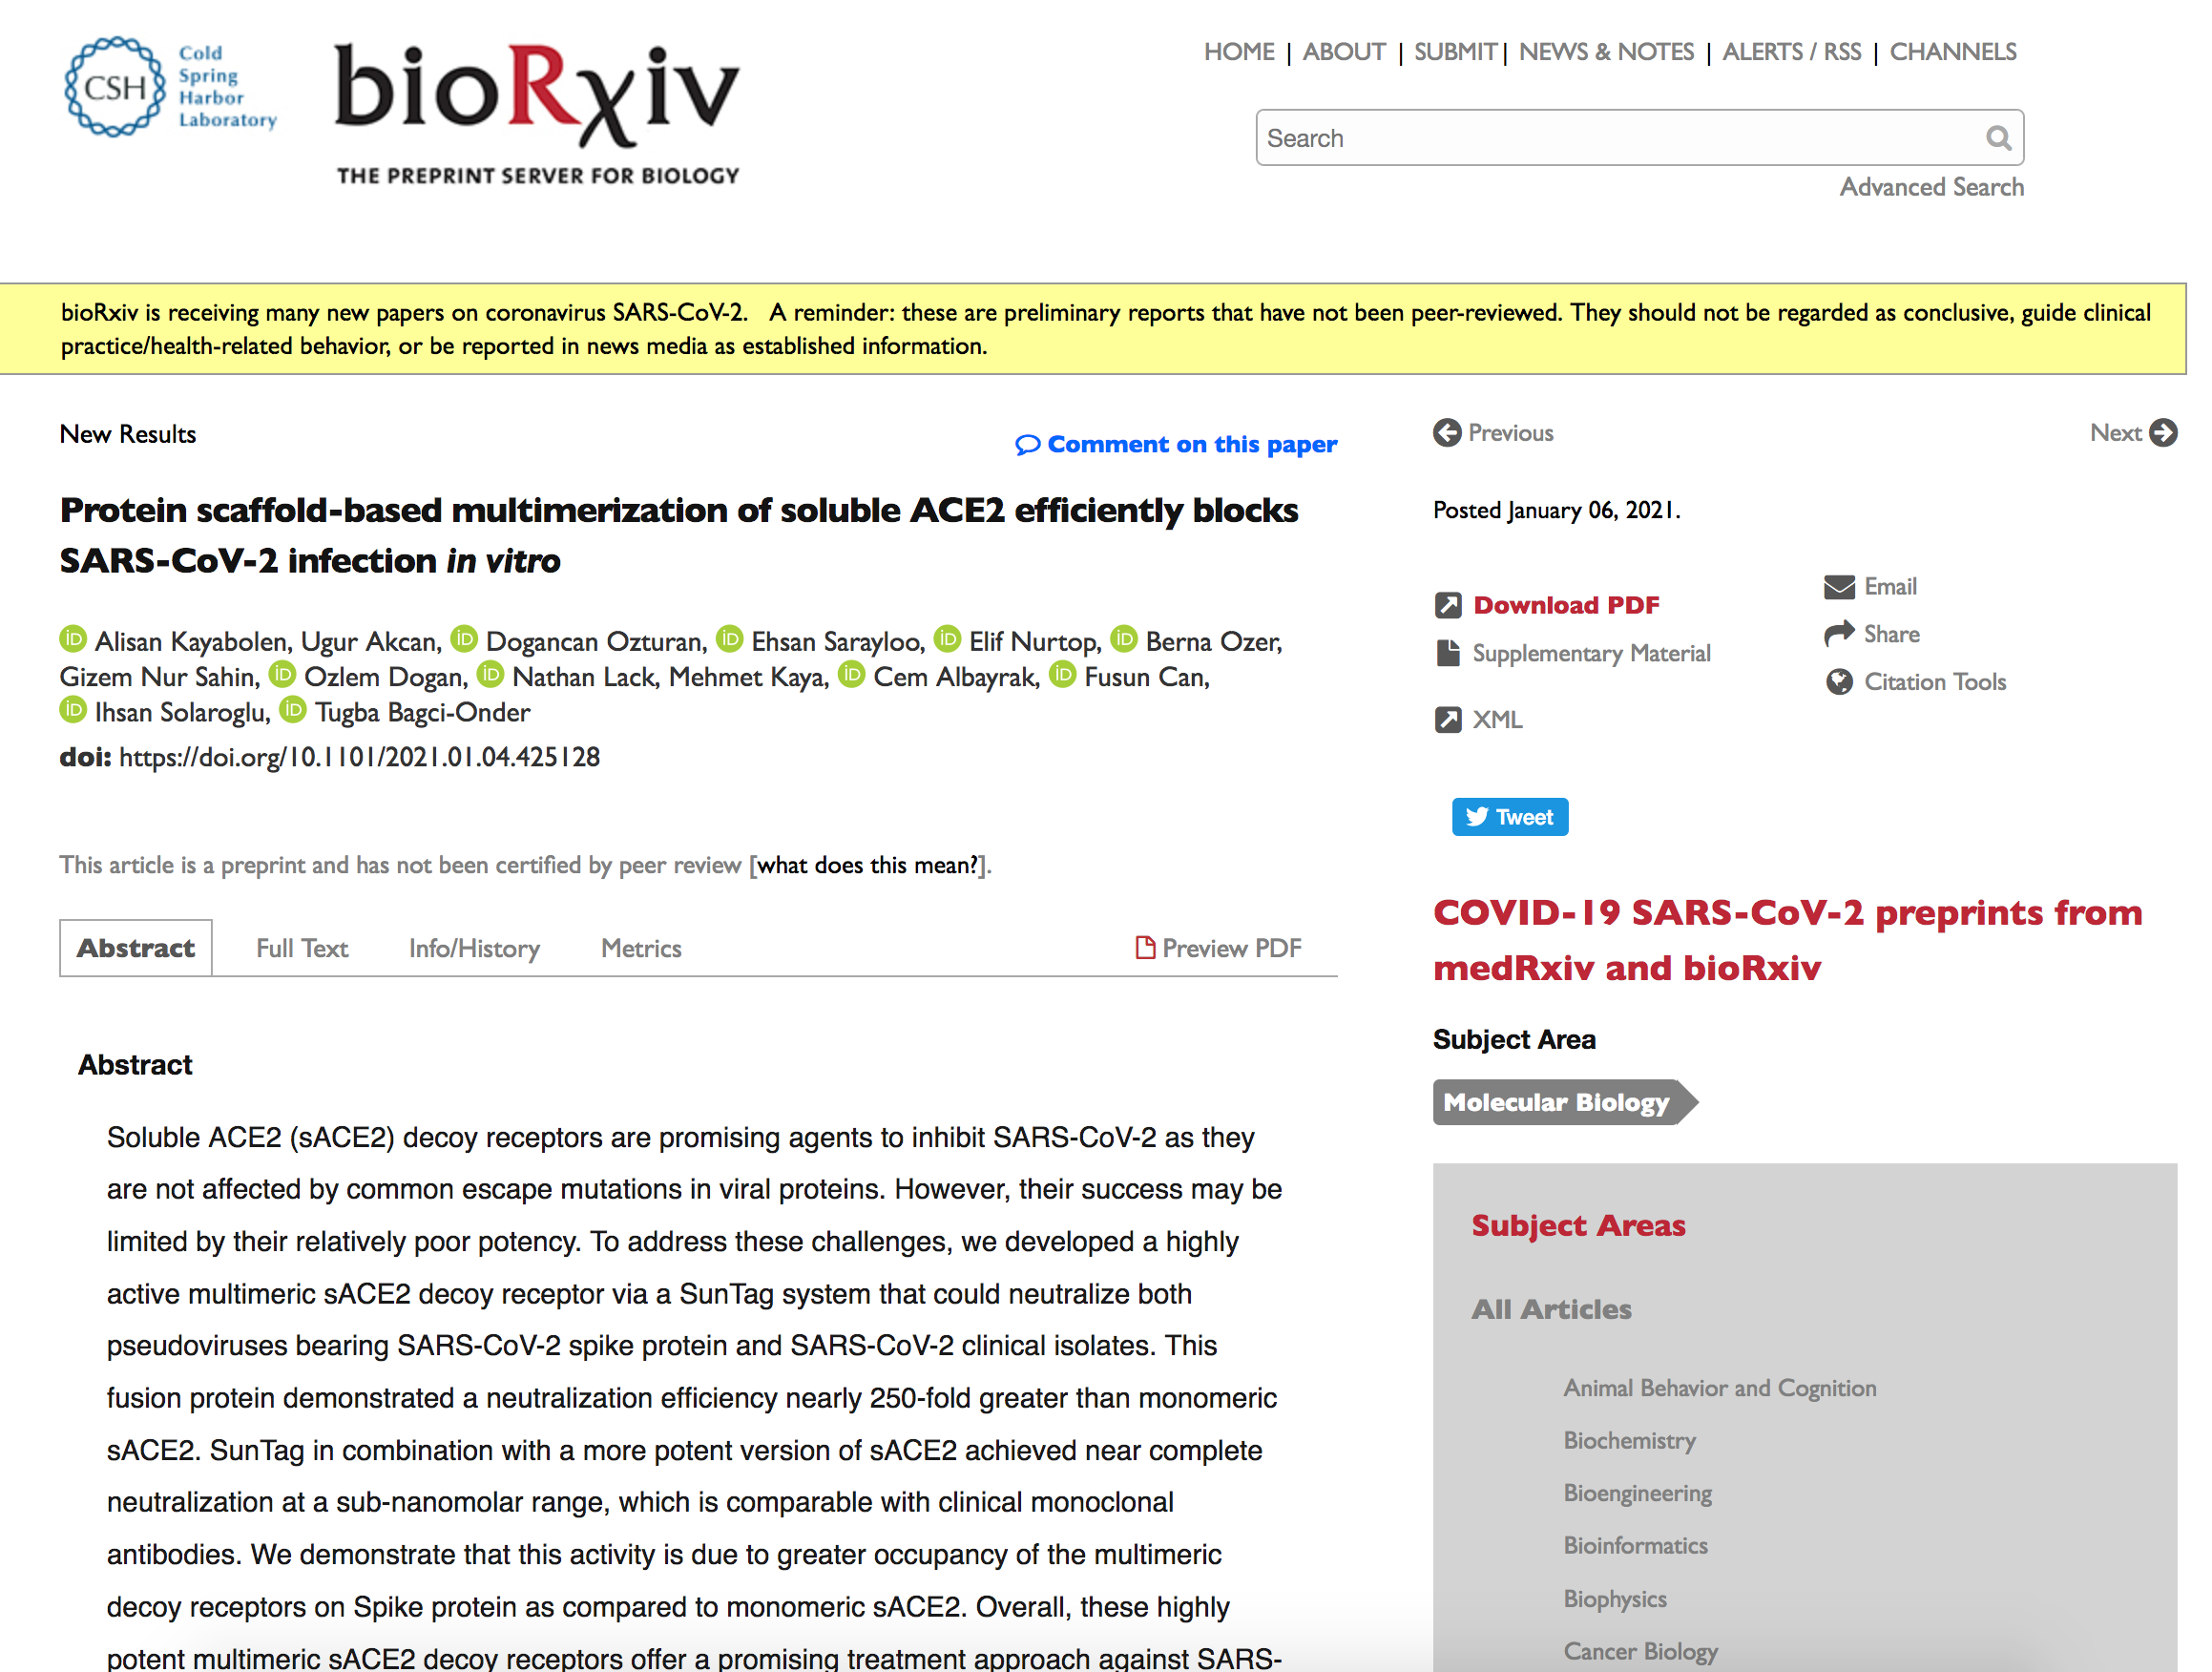 CSH
Cold
Spring
Harbor
Laboratory
bioRxiv
THE PREPRINT SERVER FOR BIOLOGY
HOME | ABOUT | SUBMIT | NEWS & NOTES | ALERTS / RSS | CHANNELS
Search
Advanced Search
bioRxiv is receiving many new papers on coronavirus SARS-CoV-2. A reminder: these are preliminary reports that have not been peer-reviewed. They should not be regarded as conclusive, guide clinical
practice/health-related behavior, or be reported in news media as established information.
New Results
Comment on this paper
Protein scaffold-based multimerization of soluble ACE2 efficiently blocks
SARS-CoV-2 infection in vitro
iD Alisan Kayabolen, Ugur Akcan, iD Dogancan Ozturan, iD Ehsan Sarayloo, iD Elif Nurtop, iD Berna Ozer,
Gizem Nur Sahin, iD Ozlem Dogan, iD Nathan Lack, Mehmet Kaya, iD Cem Albayrak, iD Fusun Can,
iD Ihsan Solaroglu, iD Tugba Bagci-Onder
doi: https://doi.org/10.1101/2021.01.04.425128
This article is a preprint and has not been certified by peer review [what does this mean?].
Abstract Full Text Info/History Metrics Preview PDF
Abstract
Soluble ACE2 (sACE2) decoy receptors are promising agents to inhibit SARS-CoV-2 as they
are not affected by common escape mutations in viral proteins. However, their success may be
limited by their relatively poor potency. To address these challenges, we developed a highly
active multimeric sACE2 decoy receptor via a SunTag system that could neutralize both
pseudoviruses bearing SARS-CoV-2 spike protein and SARS-CoV-2 clinical isolates. This
fusion protein demonstrated a neutralization efficiency nearly 250-fold greater than monomeric
sACE2. SunTag in combination with a more potent version of sACE2 achieved near complete
neutralization at a sub-nanomolar range, which is comparable with clinical monoclonal
antibodies. We demonstrate that this activity is due to greater occupancy of the multimeric
decoy receptors on Spike protein as compared to monomeric sACE2. Overall, these highly
potent multimeric sACE2 decoy receptors offer a promising treatment approach against SARS-
Previous
Next
Posted January 06, 2021.
Download PDF
Supplementary Material
XML
Email
Share
Citation Tools
Tweet
COVID-19 SARS-CoV-2 preprints from
medRxiv and bioRxiv
Subject Area
Molecular Biology
Subject Areas
All Articles
Animal Behavior and Cognition
Biochemistry
Bioengineering
Bioinformatics
Biophysics
Cancer Biology